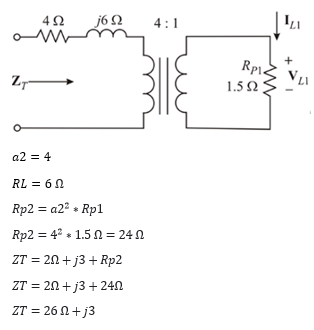 4 Ω j6 Ω 4 : 1 I_L1
Z_T R_P1 + V_L1 −
1.5 Ω
a2 = 4
RL = 6 Ω
Rp2 = a2² * Rp1
Rp2 = 4² * 1.5 Ω = 24 Ω
ZT = 2Ω + j3 + Rp2
ZT = 2Ω + j3 + 24Ω
ZT = 26 Ω + j3